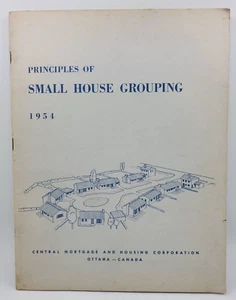 PRINCIPLES OF
SMALL HOUSE GROUPING
1954
CENTRAL MORTGAGE AND HOUSING CORPORATION
OTTAWA—CANADA